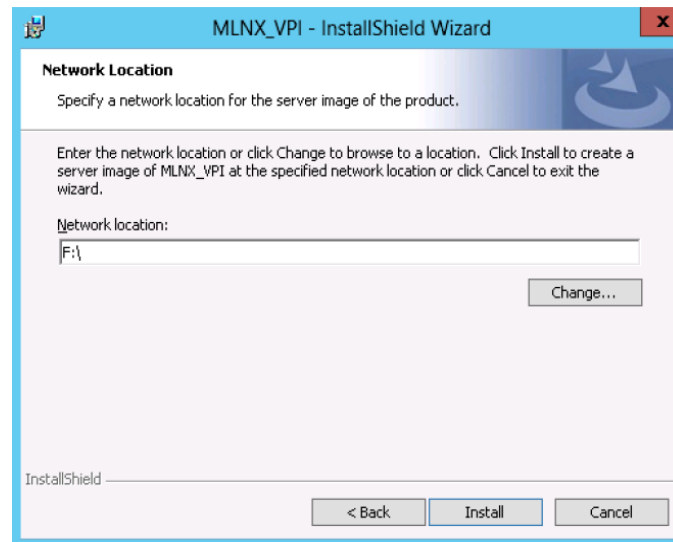 MLNX_VPI - InstallShield Wizard
x
Network Location
Specify a network location for the server image of the product.
Enter the network location or click Change to browse to a location. Click Install to create a
server image of MLNX_VPI at the specified network location or click Cancel to exit the
wizard.
Network location:
F:\
Change...
InstallShield
< Back Install Cancel